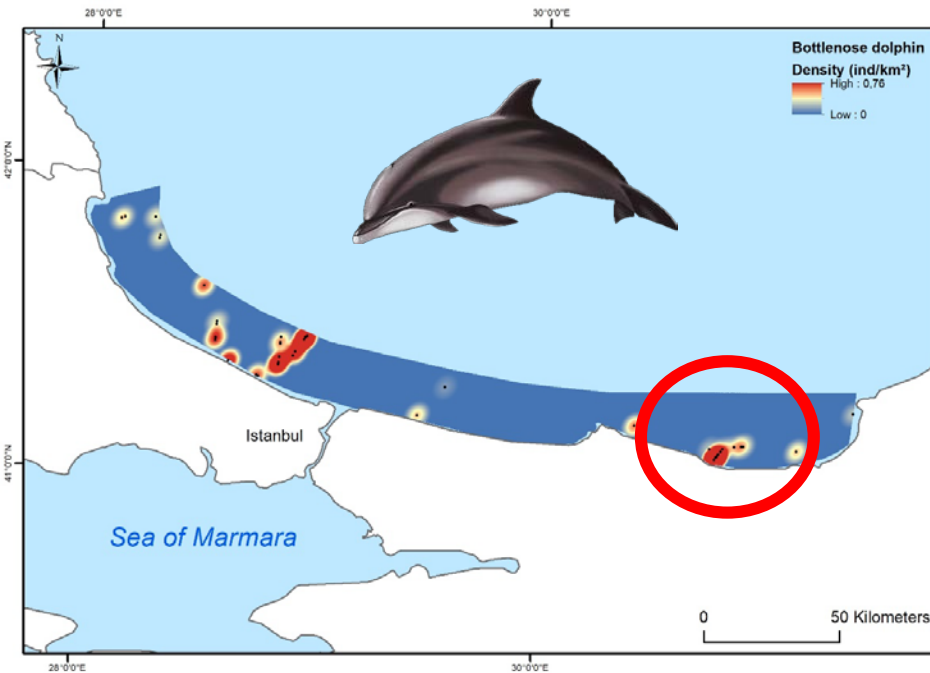 28°0'0"E
30°0'0"E
N
Bottlenose dolphin
Density (ind/km²)
High : 0,76
Low : 0
42°0'0"N
Istanbul
41°0'0"N
Sea of Marmara
0
50 Kilometers
28°0'0"E
30°0'0"E